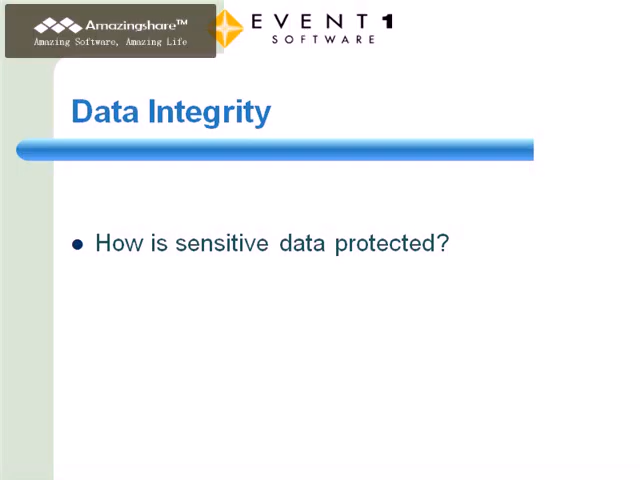 Amazingshare™
Amazing Software, Amazing Life
EVENT 1
SOFTWARE
Data Integrity
How is sensitive data protected?